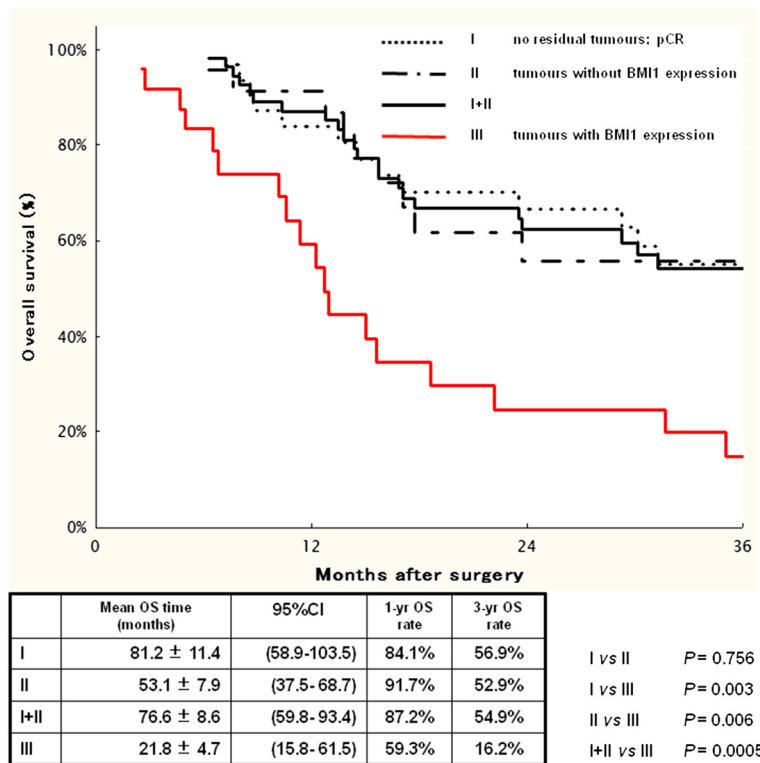 100%
80%
60%
40%
20%
0%
Overall survival (%)
I no residual tumours; pCR
II tumours without BMI1 expression
I+II
III tumours with BMI1 expression
0 12 24 36
Months after surgery
Mean OS time (months) 95%CI 1-yr OS rate 3-yr OS rate
I 81.2 ± 11.4 (58.9-103.5) 84.1% 56.9%
II 53.1 ± 7.9 (37.5- 68.7) 91.7% 52.9%
I+II 76.6 ± 8.6 (59.8- 93.4) 87.2% 54.9%
III 21.8 ± 4.7 (15.8- 61.5) 59.3% 16.2%
I vs II P= 0.756
I vs III P= 0.003
II vs III P= 0.006
I+II vs III P= 0.0005